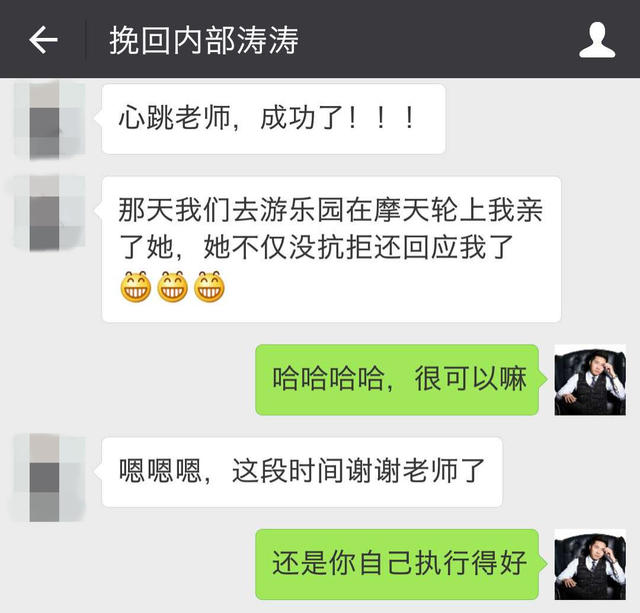 挽回内部涛涛
心跳老师，成功了！！！
那天我们去游乐园在摩天轮上我亲
了她，她不仅没抗拒还回应我了
😁😁😁
哈哈哈哈，很可以嘛
嗯嗯嗯，这段时间谢谢老师了
还是你自己执行得好